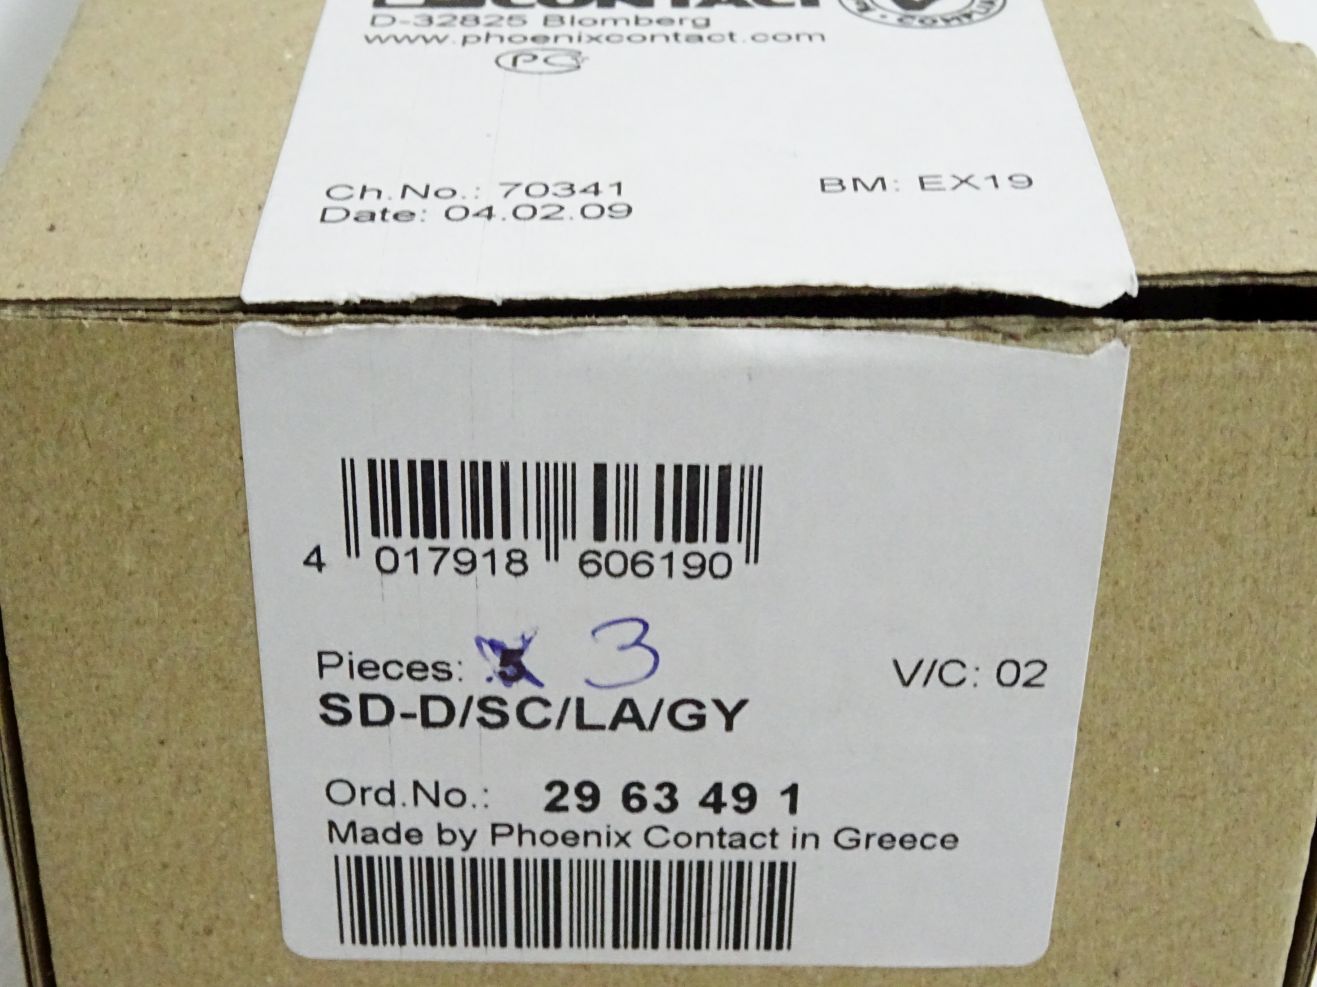 CONTACT
D-32825 Blomberg
www.phoenixcontact.com
Ch.No.: 70341
BM: EX19
Date: 04.02.09
4 017918 606190
Pieces: 5 3
V/C: 02
SD-D/SC/LA/GY
Ord.No.: 29 63 49 1
Made by Phoenix Contact in Greece